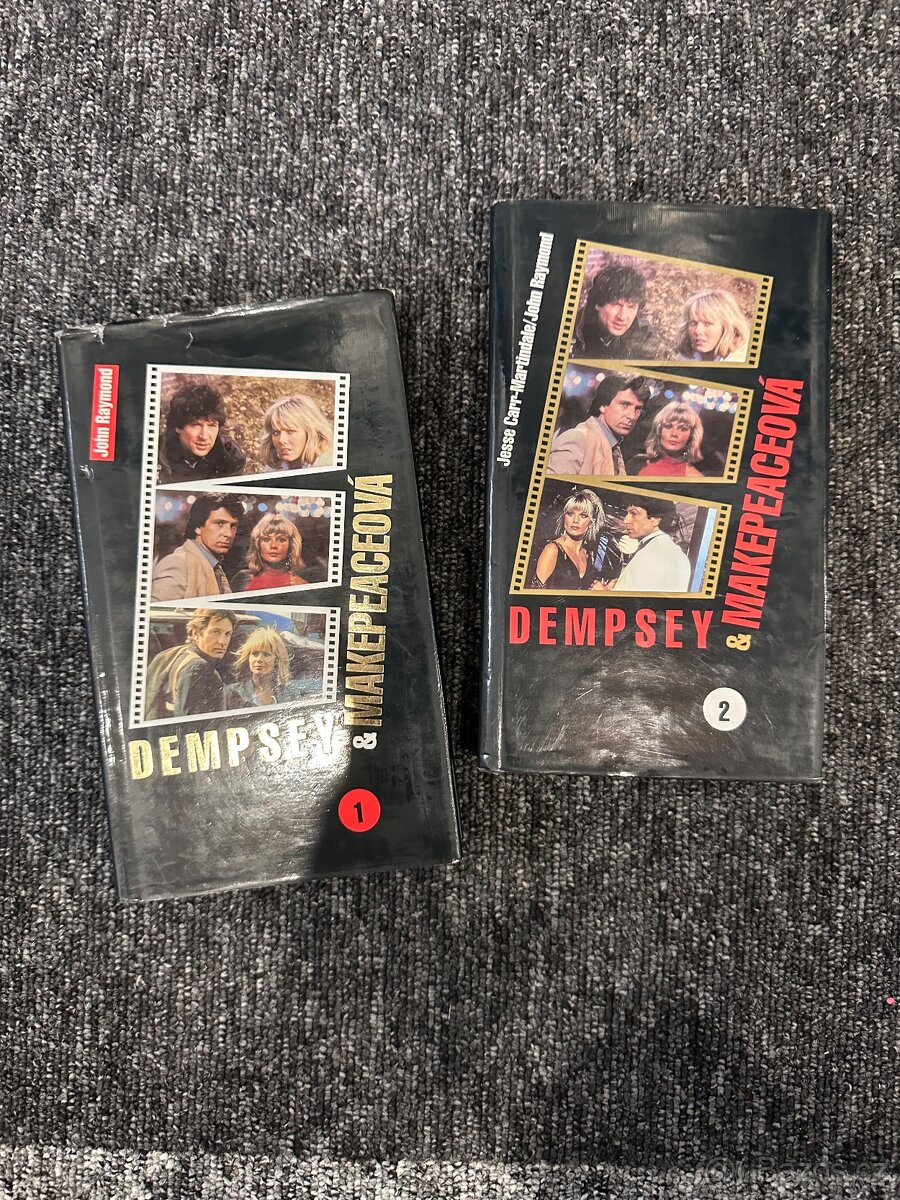 John Raymond
DEMPSEY
& MAKEPEACEOVÁ
1
Jesse Carr-Martindale/John Raymond
DEMPSEY
& MAKEPEACEOVÁ
2